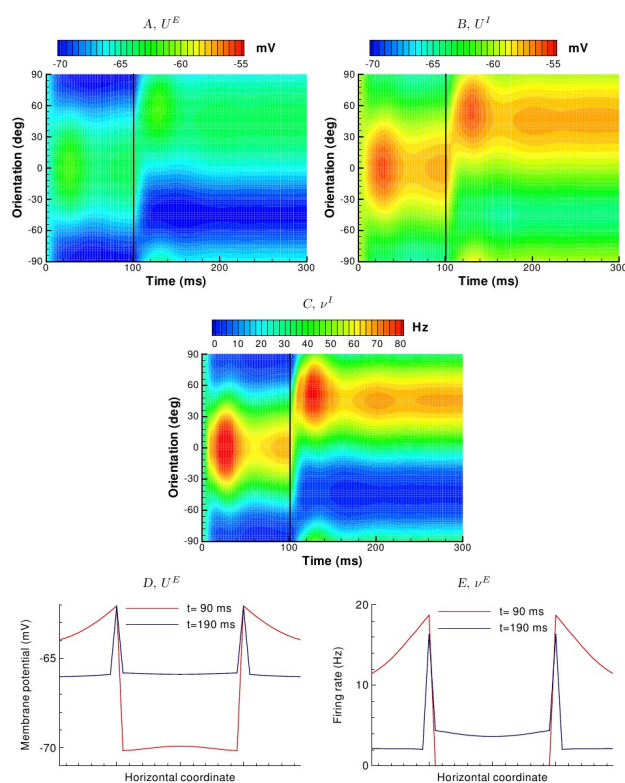 A, U^E
B, U^I
-70 -65 -60 -55 mV
-70 -65 -60 -55 mV
Orientation (deg)
90
60
30
0
-30
-60
-90
0 100 200 300
Time (ms)
Orientation (deg)
90
60
30
0
-30
-60
-90
0 100 200 300
Time (ms)
C, ν^I
0 10 20 30 40 50 60 70 80 Hz
Orientation (deg)
90
60
30
0
-30
-60
-90
0 100 200 300
Time (ms)
D, U^E
E, ν^E
Membrane potential (mV)
-65
-70
t= 90 ms
t=190 ms
Horizontal coordinate
Firing rate (Hz)
20
10
0
t= 90 ms
t=190 ms
Horizontal coordinate